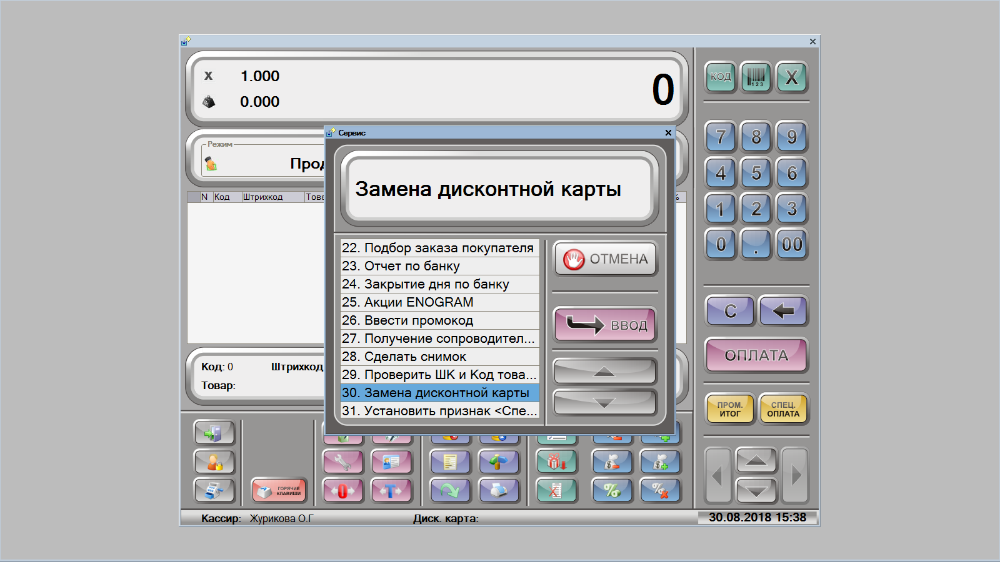 X 1.000
0
0.000
КОД
123
X
Сервис
Режим
Прод
Замена дисконтной карты
N Код Штрихкод Това %
7 8 9
4 5 6
1 2 3
0 . 00
22. Подбор заказа покупателя
23. Отчет по банку
24. Закрытие дня по банку
25. Акции ENOGRAM
26. Ввести промокод
27. Получение сопроводител...
28. Сделать снимок
29. Проверить ШК и Код това...
30. Замена дисконтной карты
31. Установить признак <Спе...
ОТМЕНА
ВВОД
C
ОПЛАТА
Код: 0 Штрихкод
Товар:
ПРОМ.
ИТОГ
СПЕЦ.
ОПЛАТА
ГОРЯЧИЕ
КЛАВИШИ
0
T
$
$
%
%
Кассир: Журикова О.Г Диск. карта: 30.08.2018 15:38